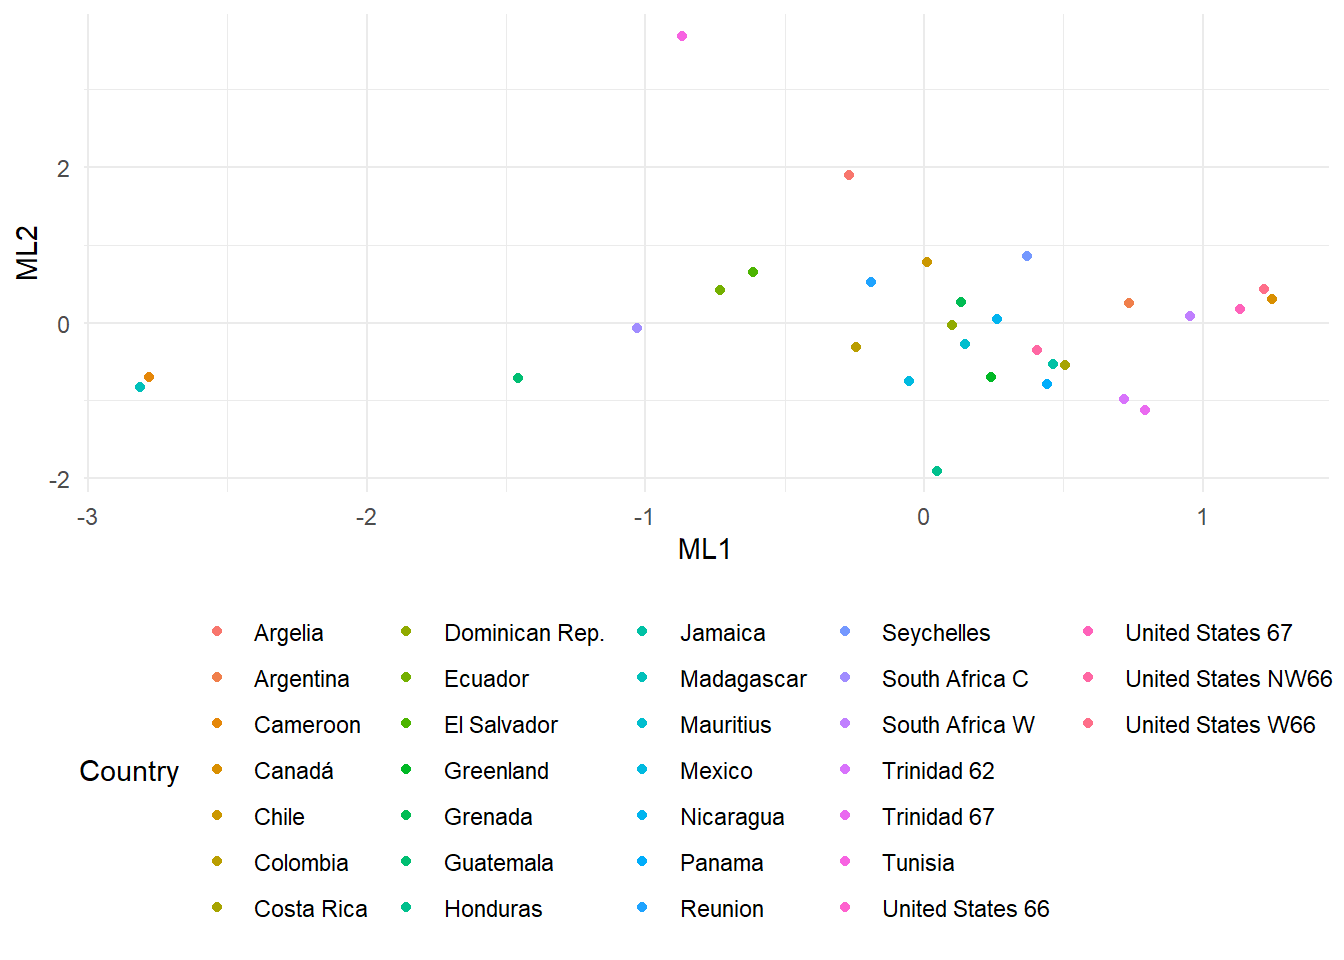 ML2
2
0
-2
-3 -2 -1 0 1
ML1
Country
Argelia
Argentina
Cameroon
Canadá
Chile
Colombia
Costa Rica
Dominican Rep.
Ecuador
El Salvador
Greenland
Grenada
Guatemala
Honduras
Jamaica
Madagascar
Mauritius
Mexico
Nicaragua
Panama
Reunion
Seychelles
South Africa C
South Africa W
Trinidad 62
Trinidad 67
Tunisia
United States 66
United States 67
United States NW66
United States W66